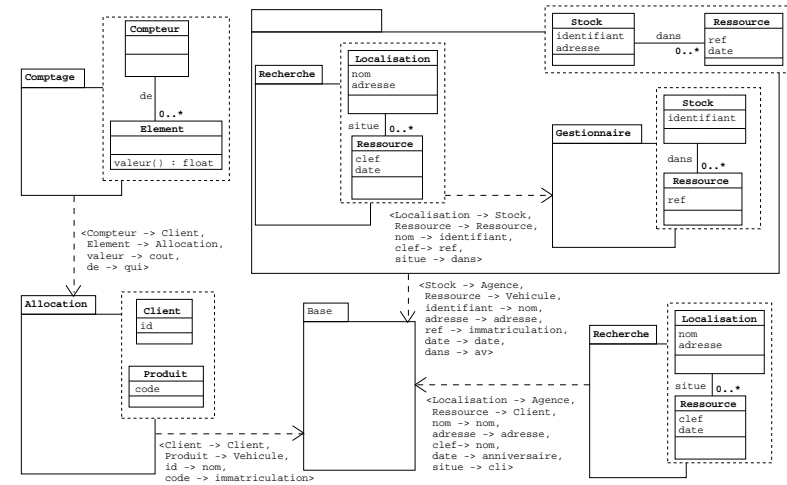 Compteur
Comptage
de
0..*
Element
valeur() : float
<Compteur -> Client,
Element -> Allocation,
valeur -> cout,
de -> qui>
Recherche
Localisation
nom
adresse
situe
0..*
Ressource
clef
date
Stock
identifiant
adresse
dans
0..*
Ressource
ref
date
Gestionnaire
Stock
identifiant
dans
0..*
Ressource
ref
<Localisation -> Stock,
Ressource -> Ressource,
nom -> identifiant,
clef-> ref,
situe -> dans>
Allocation
Client
id
Produit
code
<Client -> Client,
Produit -> Vehicule,
id -> nom,
code -> immatriculation>
Base
<Stock -> Agence,
Ressource -> Vehicule,
identifiant -> nom,
adresse -> adresse,
ref -> immatriculation,
date -> date,
dans -> av>
<Localisation -> Agence,
Ressource -> Client,
nom -> nom,
adresse -> adresse,
clef-> nom,
date -> anniversaire,
situe -> cli>
Recherche
Localisation
nom
adresse
situe
0..*
Ressource
clef
date